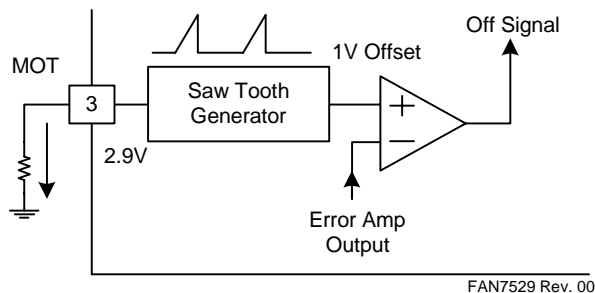 Off Signal
1V Offset
MOT
3
Saw Tooth
Generator
+
−
2.9V
Error Amp
Output
FAN7529 Rev. 00